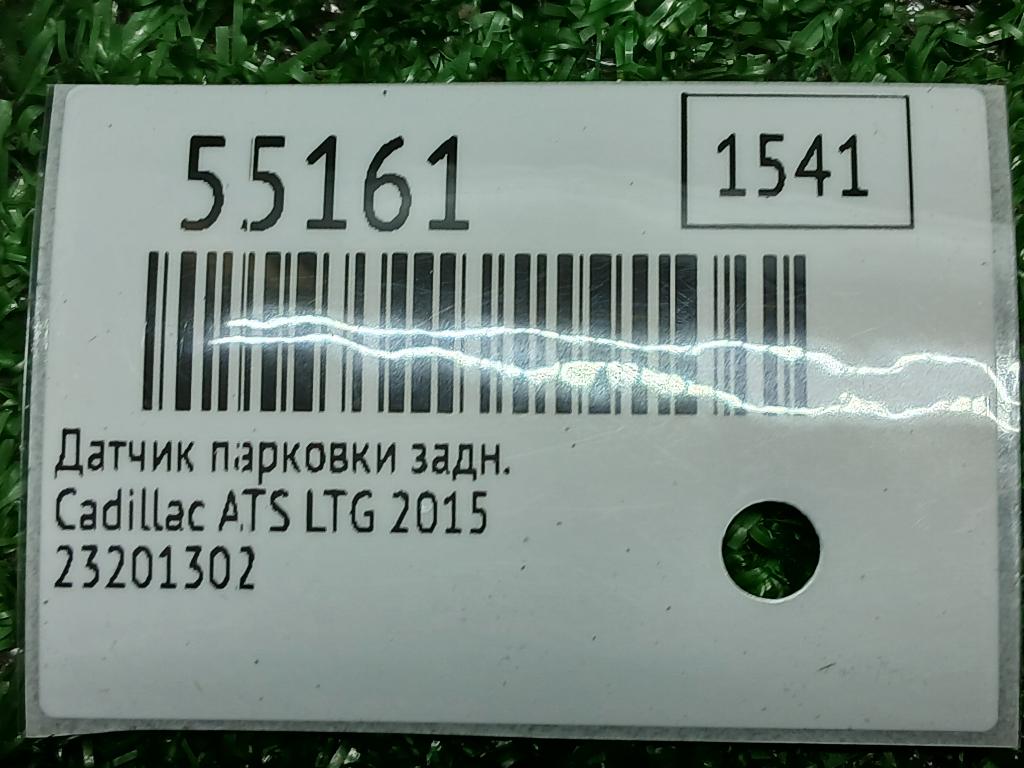 55161
1541
Датчик парковки задн.
Cadillac ATS LTG 2015
23201302